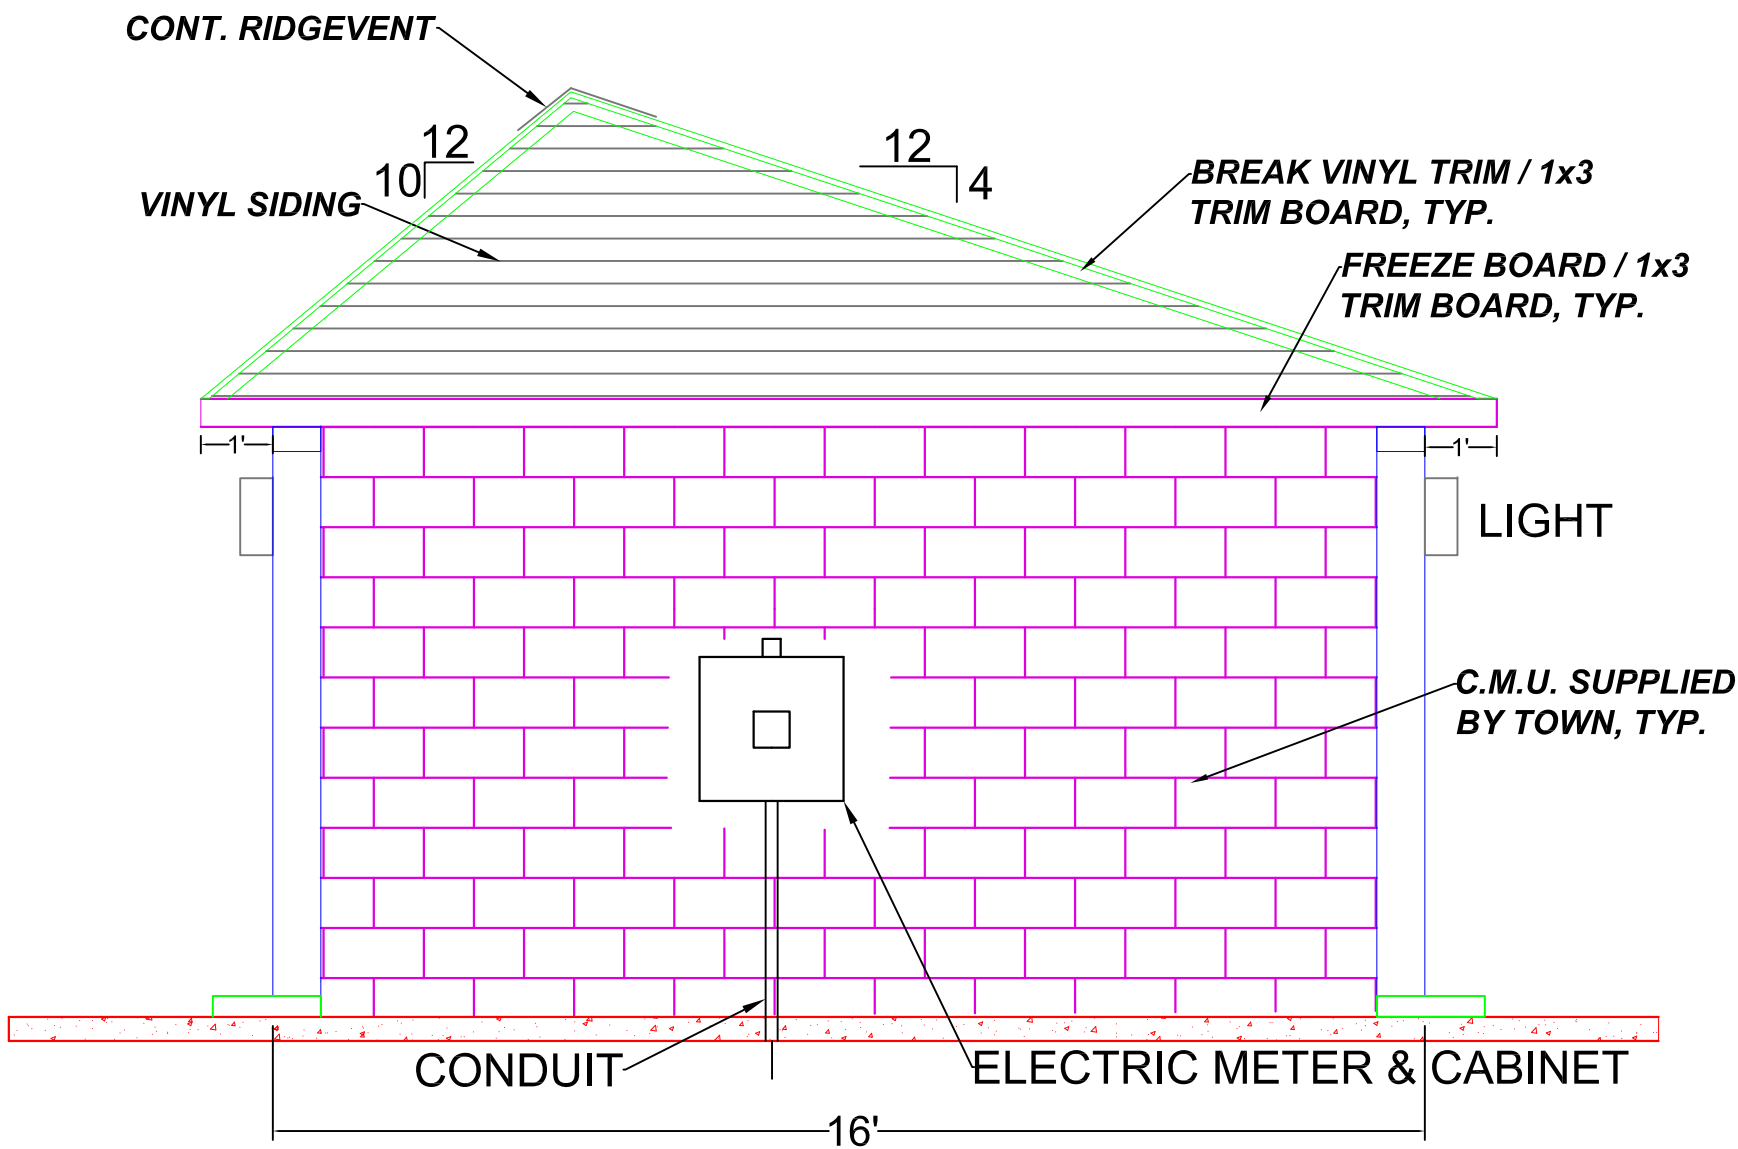 CONT. RIDGEVENT
12
10
12
4
VINYL SIDING
BREAK VINYL TRIM / 1x3
TRIM BOARD, TYP.
FREEZE BOARD / 1x3
TRIM BOARD, TYP.
1'
1'
LIGHT
C.M.U. SUPPLIED
BY TOWN, TYP.
CONDUIT
ELECTRIC METER & CABINET
16'